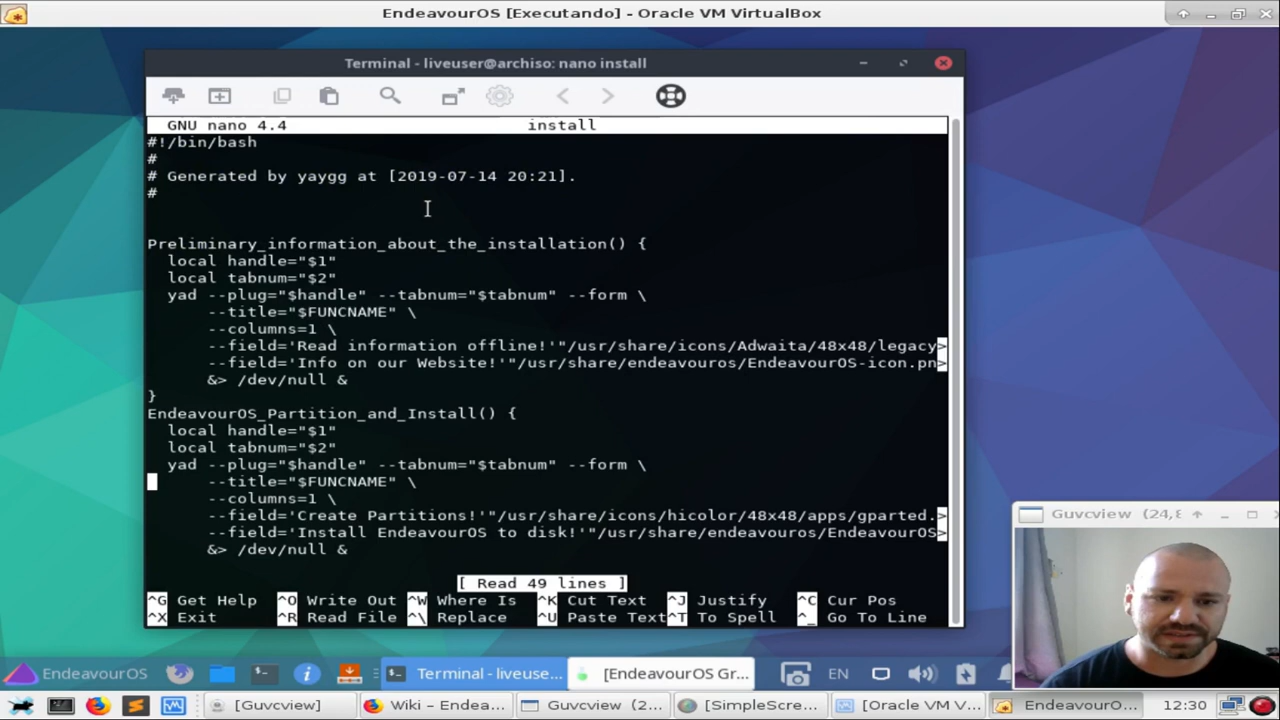 EndeavourOS [Executando] - Oracle VM VirtualBox
Terminal - liveuser@archiso: nano install
GNU nano 4.4 install
#!/bin/bash
#
# Generated by yaygg at [2019-07-14 20:21].
#
Preliminary_information_about_the_installation() {
local handle="$1"
local tabnum="$2"
yad --plug="$handle" --tabnum="$tabnum" --form \
--title="$FUNCNAME" \
--columns=1 \
--field='Read information offline!'"/usr/share/icons/Adwaita/48x48/legacy>
--field='Info on our Website!'"/usr/share/endeavouros/EndeavourOS-icon.pn>
&> /dev/null &
}
EndeavourOS_Partition_and_Install() {
local handle="$1"
local tabnum="$2"
yad --plug="$handle" --tabnum="$tabnum" --form \
--title="$FUNCNAME" \
--columns=1 \
--field='Create Partitions!'"/usr/share/icons/hicolor/48x48/apps/gparted.>
--field='Install EndeavourOS to disk!'"/usr/share/endeavouros/EndeavourOS>
&> /dev/null &
[ Read 49 lines ]
^G Get Help ^O Write Out ^W Where Is ^K Cut Text ^J Justify ^C Cur Pos
^X Exit ^R Read File ^\ Replace ^U Paste Text ^T To Spell ^_ Go To Line
Guvcview (24,8
EndeavourOS Terminal - liveuse... [EndeavourOS Gr... EN
[Guvcview] Wiki – Endea... Guvcview (2... [SimpleScre... [Oracle VM V... EndeavourO... 12:30